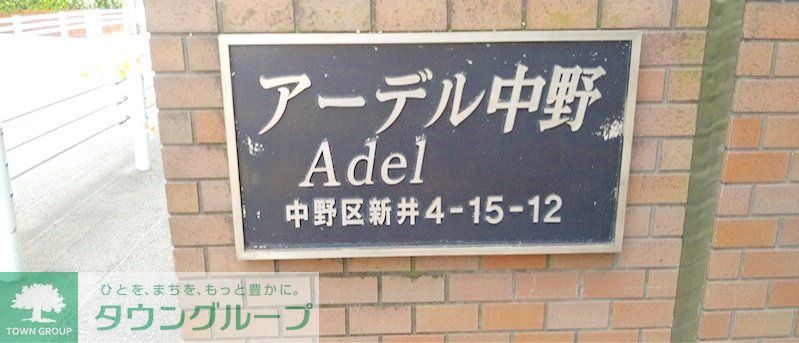 アーデル中野
Adel
中野区新井4-15-12
ひとを、まちを、もっと豊かに。
タウングループ
TOWN GROUP